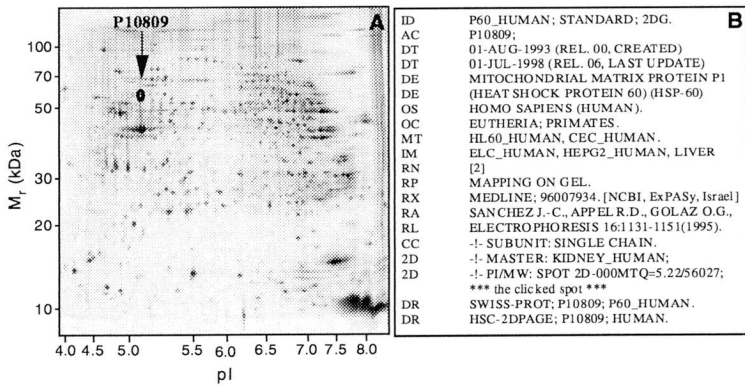 P10809
A
100
70
50
30
20
10
Mr (kDa)
4.0 4.5 5.0 5.5 6.0 6.5 7.0 7.5 8.0
pI
B
ID P60_HUMAN; STANDARD; 2DG.
AC P10809;
DT 01-AUG-1993 (REL. 00, CREATED)
DT 01-JUL-1998 (REL. 06, LAST UPDATE)
DE MITOCHONDRIAL MATRIX PROTEIN P1
DE (HEAT SHOCK PROTEIN 60) (HSP-60)
OS HOMO SAPIENS (HUMAN).
OC EUTHERIA; PRIMATES.
MT HL60_HUMAN, CEC_HUMAN.
IM ELC_HUMAN, HEPG2_HUMAN, LIVER
RN [2]
RP MAPPING ON GEL.
RX MEDLINE; 96007934. [NCBI, ExPASy, Israel]
RA SANCHEZ J.-C., APPEL R.D., GOLAZ O.G.,
RL ELECTROPHORESIS 16:1131-1151(1995).
CC -!- SUBUNIT: SINGLE CHAIN.
2D -!- MASTER: KIDNEY_HUMAN;
2D -!- PI/MW: SPOT 2D-000MTQ=5.22/56027;
*** the clicked spot ***
DR SWISS-PROT; P10809; P60_HUMAN.
DR HSC-2DPAGE; P10809; HUMAN.